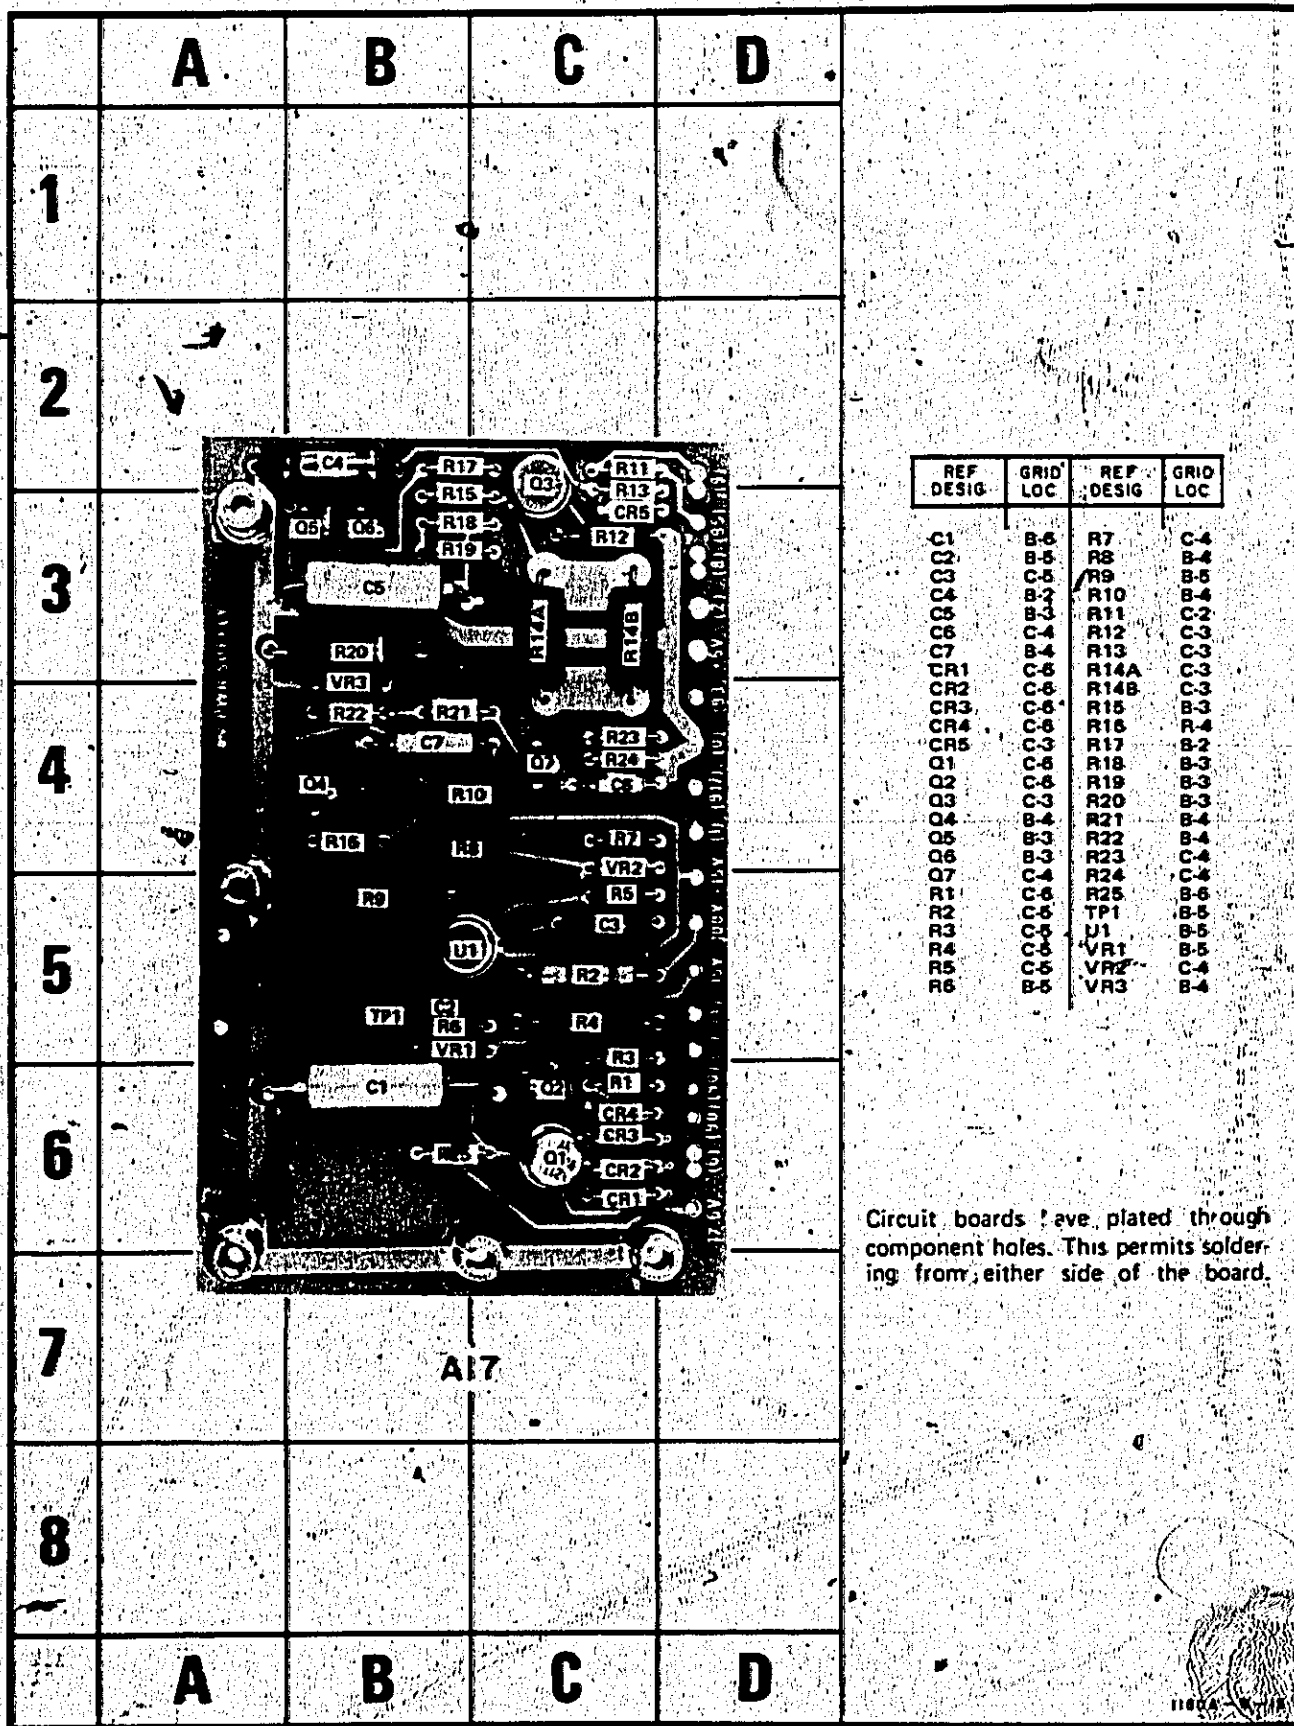 A B C D
1
2
3
4
5
6
7
8
C4
R17
Q3
R11
R15
R13
CR5
Q5
Q6
R18
R12
R19
C5
R14A
R14B
R20
VR3
R22
R21
R23
C7
Q7
R24
Q4
C6
R10
R16
R8
R7
VR2
R9
R5
C3
U1
R2
TP1
C2
R6
R4
VR1
R3
C1
Q2
R1
CR4
CR3
Q1
CR2
CR1
A17
REF DESIG GRID LOC REF DESIG GRID LOC
C1 B-6 R7 C-4
C2 B-5 R8 B-4
C3 C-5 R9 B-5
C4 B-2 R10 B-4
C5 B-3 R11 C-2
C6 C-4 R12 C-3
C7 B-4 R13 C-3
CR1 C-6 R14A C-3
CR2 C-6 R14B C-3
CR3 C-6 R15 B-3
CR4 C-6 R16 R-4
CR5 C-3 R17 B-2
Q1 C-6 R18 B-3
Q2 C-6 R19 B-3
Q3 C-3 R20 B-3
Q4 B-4 R21 B-4
Q5 B-3 R22 B-4
Q6 B-3 R23 C-4
Q7 C-4 R24 C-4
R1 C-6 R25 B-6
R2 C-5 TP1 B-5
R3 C-5 U1 B-5
R4 C-5 VR1 B-5
R5 C-5 VR2 C-4
R6 B-5 VR3 B-4
Circuit boards have plated through
component holes. This permits solder-
ing from either side of the board.
A B C D